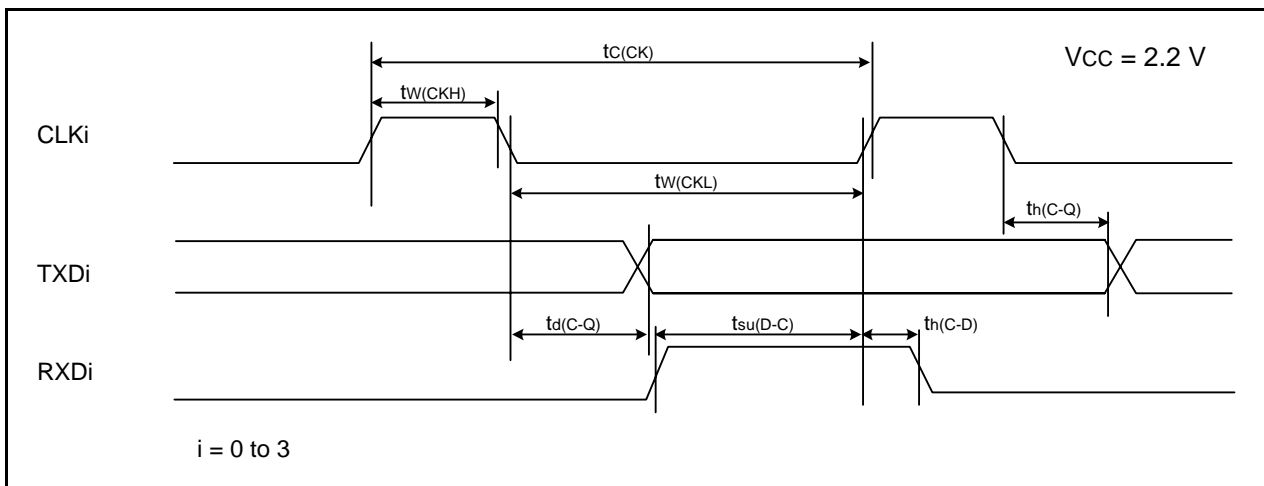 tC(CK)
VCC = 2.2 V
tW(CKH)
CLKi
tW(CKL)
th(C-Q)
TXDi
td(C-Q)
tsu(D-C)
th(C-D)
RXDi
i = 0 to 3